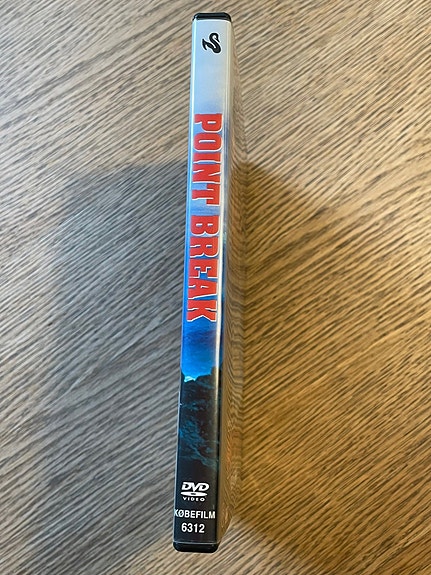 POINT BREAK
DVD
VIDEO
KØBEFILM
6312